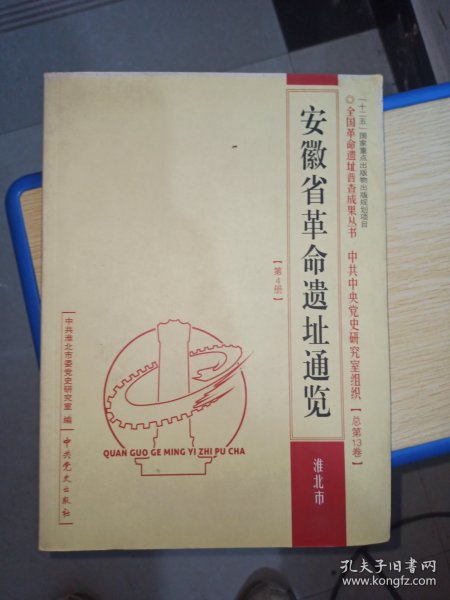 「十二五」国家重点出版物出版规划项目
◎全国革命遗址普查成果丛书 中共中央党史研究室组织【总第13卷】
安徽省革命遗址通览
【第4册】
淮北市
QUAN GUO GE MING YI ZHI PU CHA
中共淮北市委党史研究室 编
中共党史出版社
孔夫子旧书网
www.kongfz.com